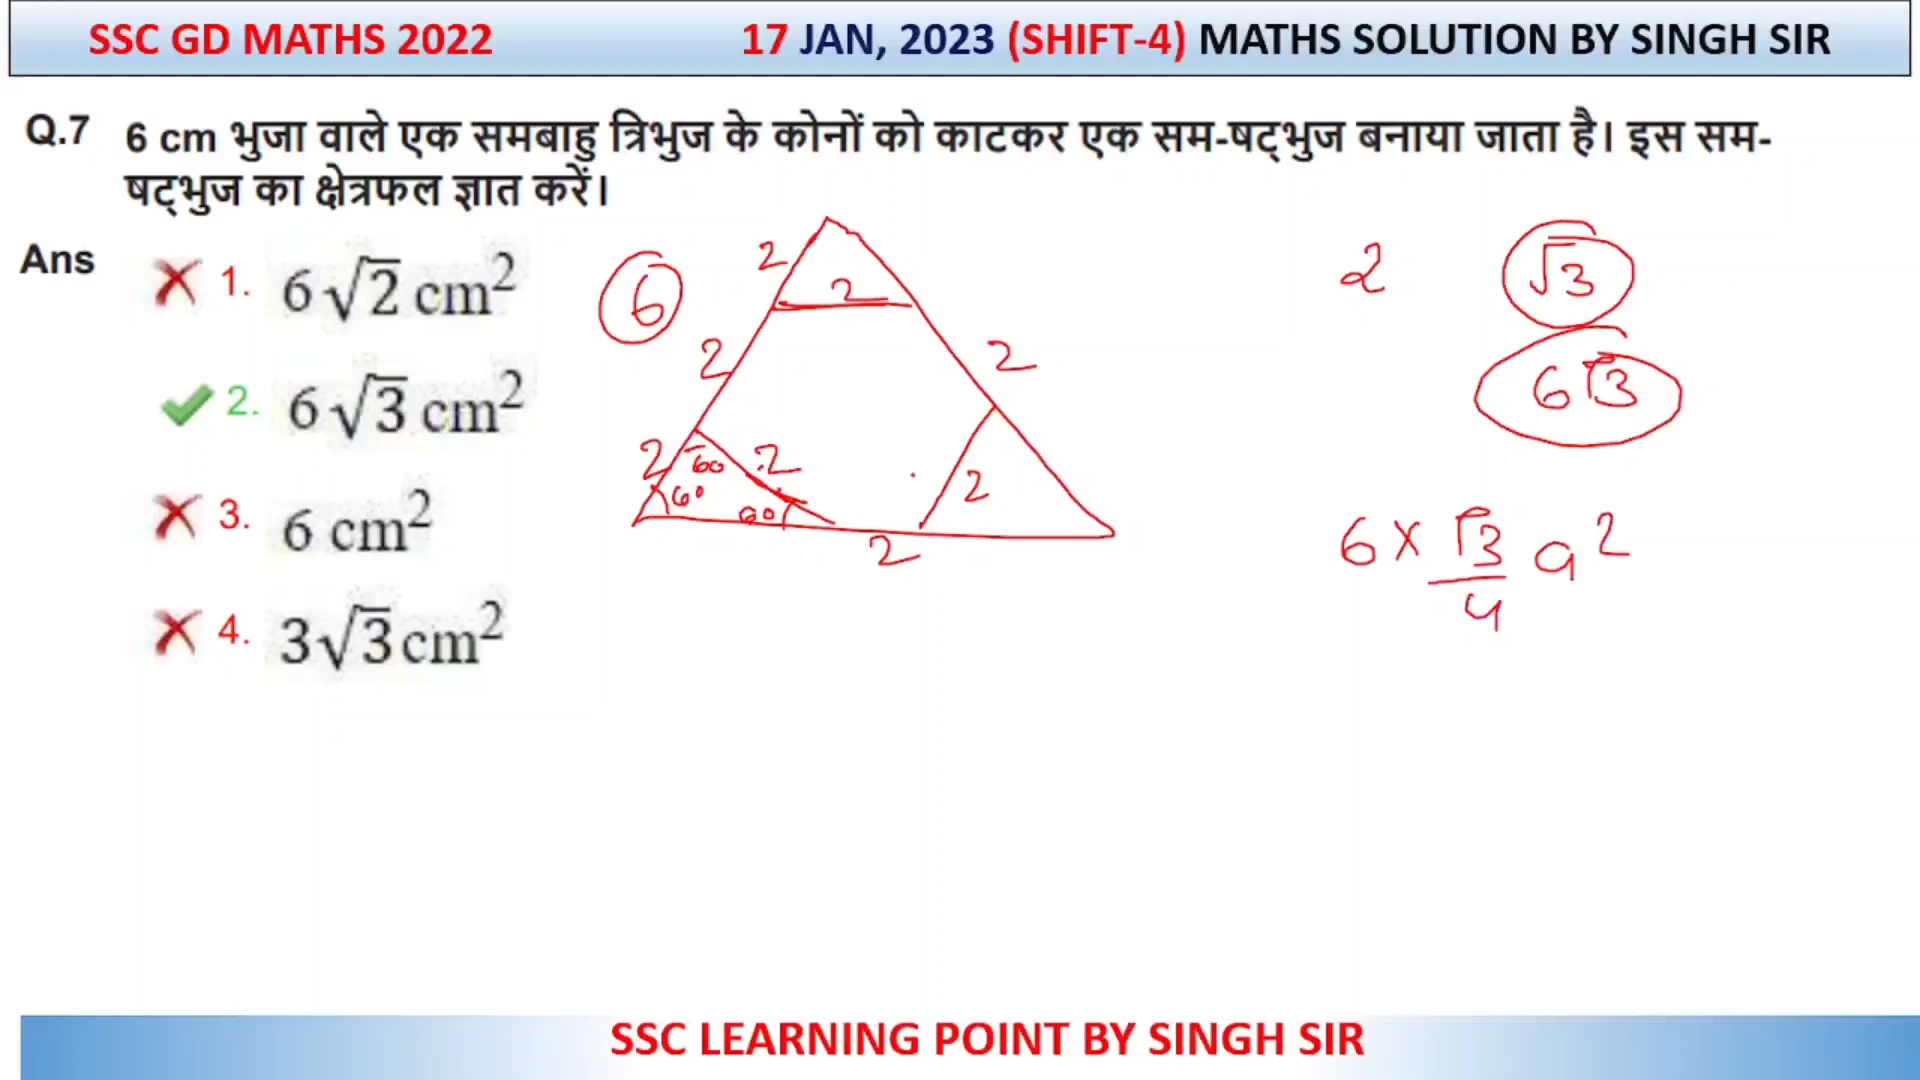 SSC GD MATHS 2022 17 JAN, 2023 (SHIFT-4) MATHS SOLUTION BY SINGH SIR
Q.7 6 cm भुजा वाले एक समबाहु त्रिभुज के कोनों को काटकर एक सम-षट्भुज बनाया जाता है। इस सम-
षट्भुज का क्षेत्रफल ज्ञात करें।
Ans
1. 6√2 cm²
2. 6√3 cm²
3. 6 cm²
4. 3√3 cm²
6
2
2
2
2
2
60
2
60
60
2
2
2
√3
6√3
6 × √3/4 a²
SSC LEARNING POINT BY SINGH SIR